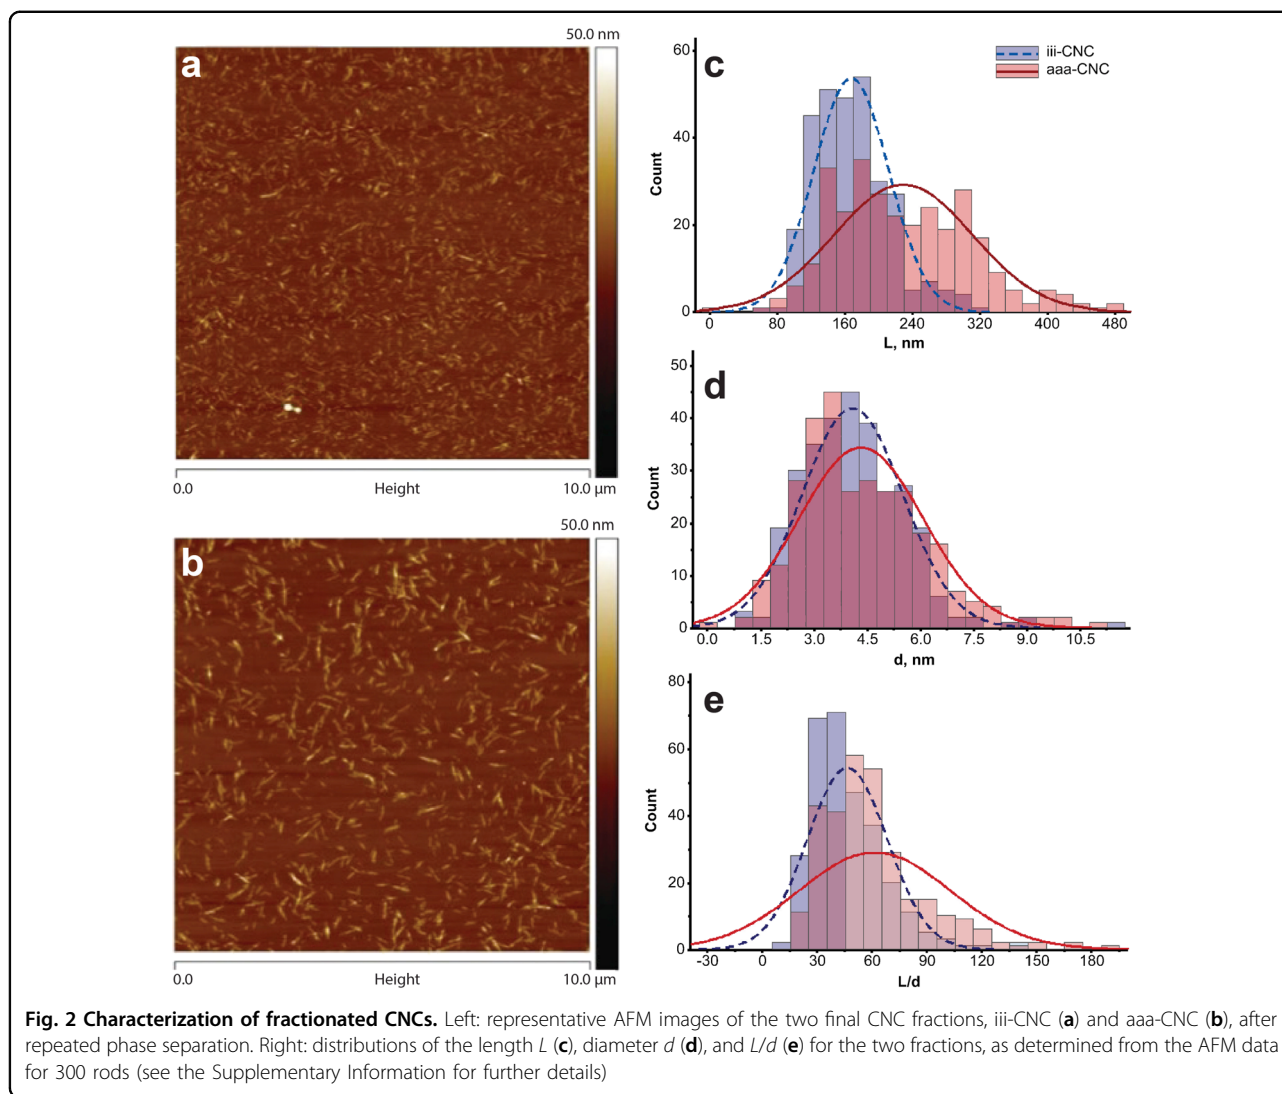 a
50.0 nm
0.0 Height 10.0 µm
b
50.0 nm
0.0 Height 10.0 µm
c
iii-CNC
aaa-CNC
60
40
20
0
Count
0 80 160 240 320 400 480
L, nm
d
50
40
30
20
10
0
Count
0.0 1.5 3.0 4.5 6.0 7.5 9.0 10.5
d, nm
e
80
60
40
20
0
Count
-30 0 30 60 90 120 150 180
L/d
Fig. 2 Characterization of fractionated CNCs. Left: representative AFM images of the two final CNC fractions, iii-CNC (a) and aaa-CNC (b), after
repeated phase separation. Right: distributions of the length L (c), diameter d (d), and L/d (e) for the two fractions, as determined from the AFM data
for 300 rods (see the Supplementary Information for further details)